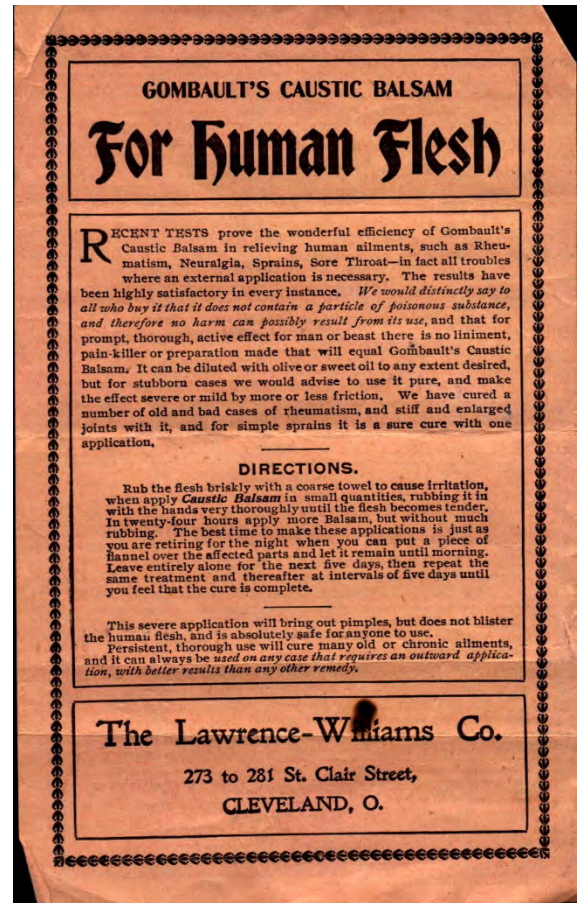 GOMBAULT'S CAUSTIC BALSAM
For Human Flesh
RECENT TESTS prove the wonderful efficiency of Gombault's
Caustic Balsam in relieving human ailments, such as Rheu-
matism, Neuralgia, Sprains, Sore Throat—in fact all troubles
where an external application is necessary. The results have
been highly satisfactory in every instance. We would distinctly say to
all who buy it that it does not contain a particle of poisonous substance,
and therefore no harm can possibly result from its use, and that for
prompt, thorough, active effect for man or beast there is no liniment,
pain-killer or preparation made that will equal Gombault's Caustic
Balsam. It can be diluted with olive or sweet oil to any extent desired,
but for stubborn cases we would advise to use it pure, and make
the effect severe or mild by more or less friction. We have cured a
number of old and bad cases of rheumatism, and stiff and enlarged
joints with it, and for simple sprains it is a sure cure with one
application.
DIRECTIONS.
Rub the flesh briskly with a coarse towel to cause irritation,
when apply Caustic Balsam in small quantities, rubbing it in
with the hands very thoroughly until the flesh becomes tender.
In twenty-four hours apply more Balsam, but without much
rubbing. The best time to make these applications is just as
you are retiring for the night when you can put a piece of
flannel over the affected parts and let it remain until morning.
Leave entirely alone for the next five days, then repeat the
same treatment and thereafter at intervals of five days until
you feel that the cure is complete.
This severe application will bring out pimples, but does not blister
the human flesh, and is absolutely safe for anyone to use.
Persistent, thorough use will cure many old or chronic ailments,
and it can always be used on any case that requires an outward applica-
tion, with better results than any other remedy.
The Lawrence-Williams Co.
273 to 281 St. Clair Street,
CLEVELAND, O.